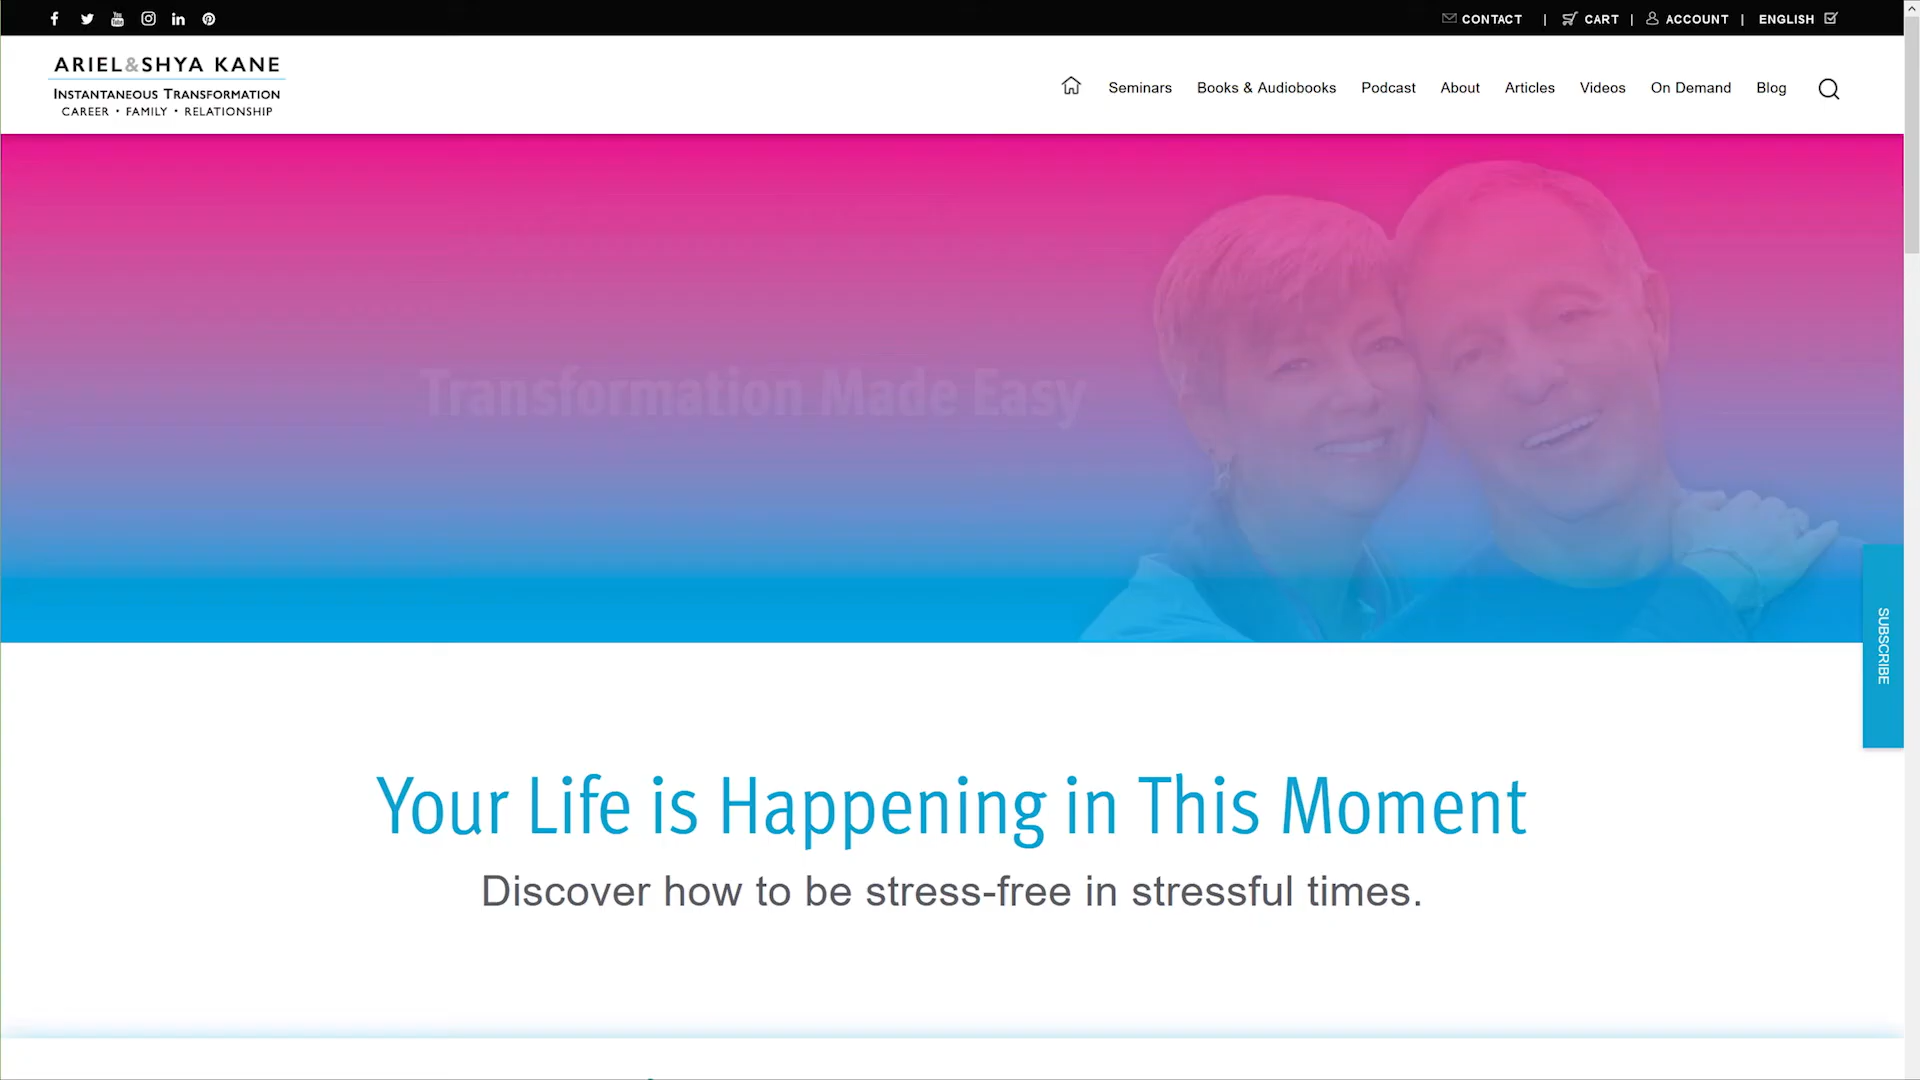 CONTACT | CART | ACCOUNT | ENGLISH
ARIEL&SHYA KANE
INSTANTANEOUS TRANSFORMATION
CAREER • FAMILY • RELATIONSHIP
Seminars Books & Audiobooks Podcast About Articles Videos On Demand Blog
Transformation Made Easy
SUBSCRIBE
Your Life is Happening in This Moment
Discover how to be stress-free in stressful times.